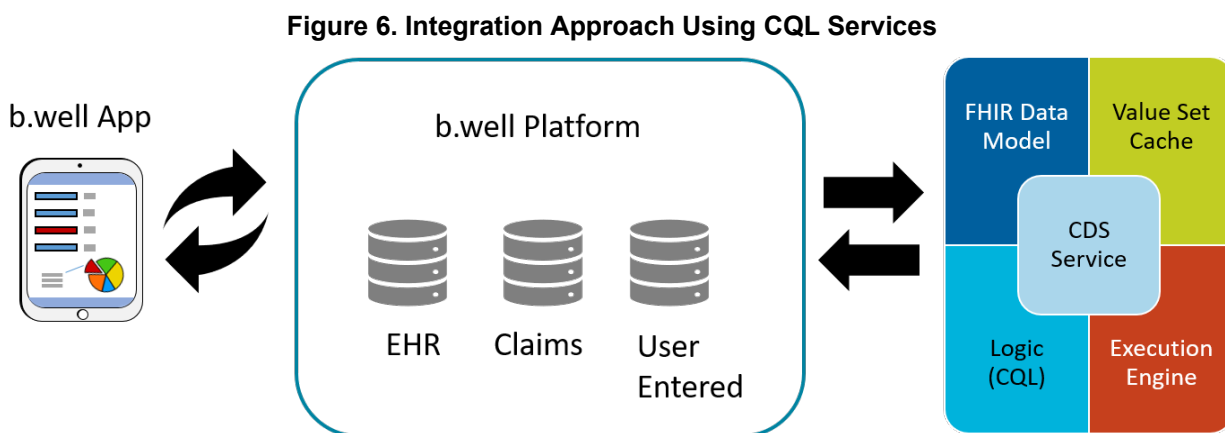 Figure 6. Integration Approach Using CQL Services
b.well App
b.well Platform
EHR
Claims
User
Entered
FHIR Data
Model
Value Set
Cache
CDS
Service
Logic
(CQL)
Execution
Engine